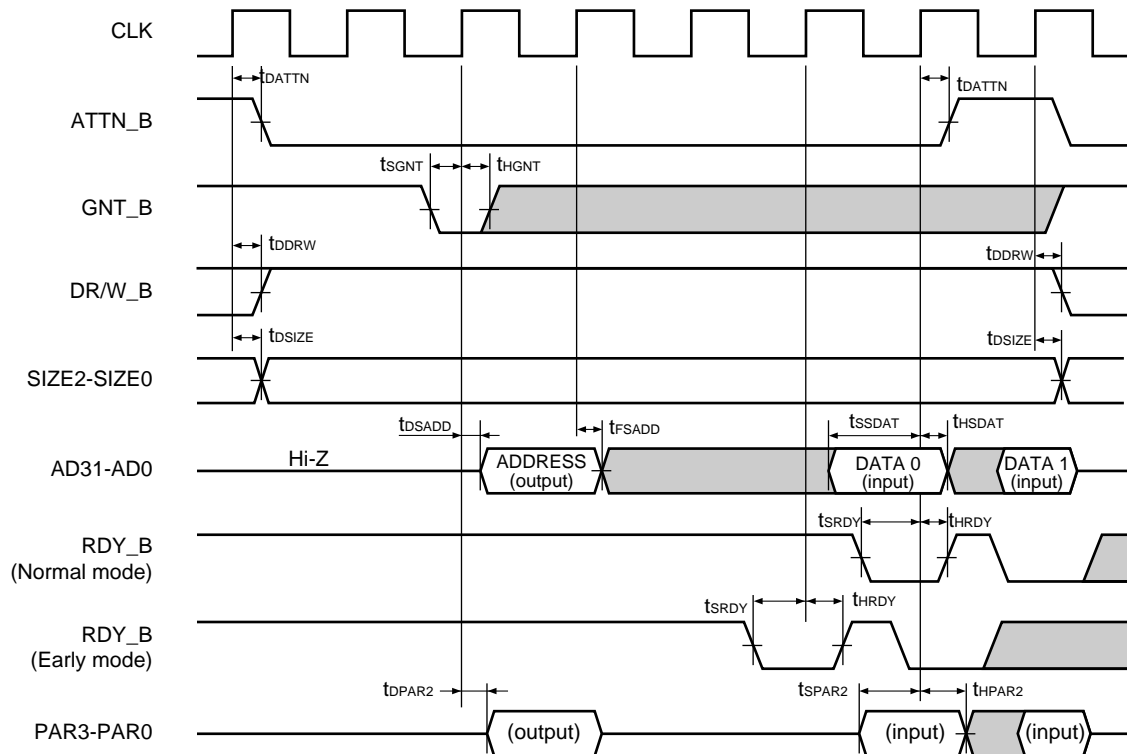 CLK
tDATTN
tDATTN
ATTN_B
tSGNT
tHGNT
GNT_B
tDDRW
tDDRW
DR/W_B
tDSIZE
tDSIZE
SIZE2-SIZE0
tDSADD
tFSADD
tSSDAT
tHSDAT
AD31-AD0
Hi-Z
ADDRESS
(output)
DATA 0
(input)
DATA 1
(input)
tSRDY
tHRDY
RDY_B
(Normal mode)
tSRDY
tHRDY
RDY_B
(Early mode)
tDPAR2
tSPAR2
tHPAR2
PAR3-PAR0
(output)
(input)
(input)